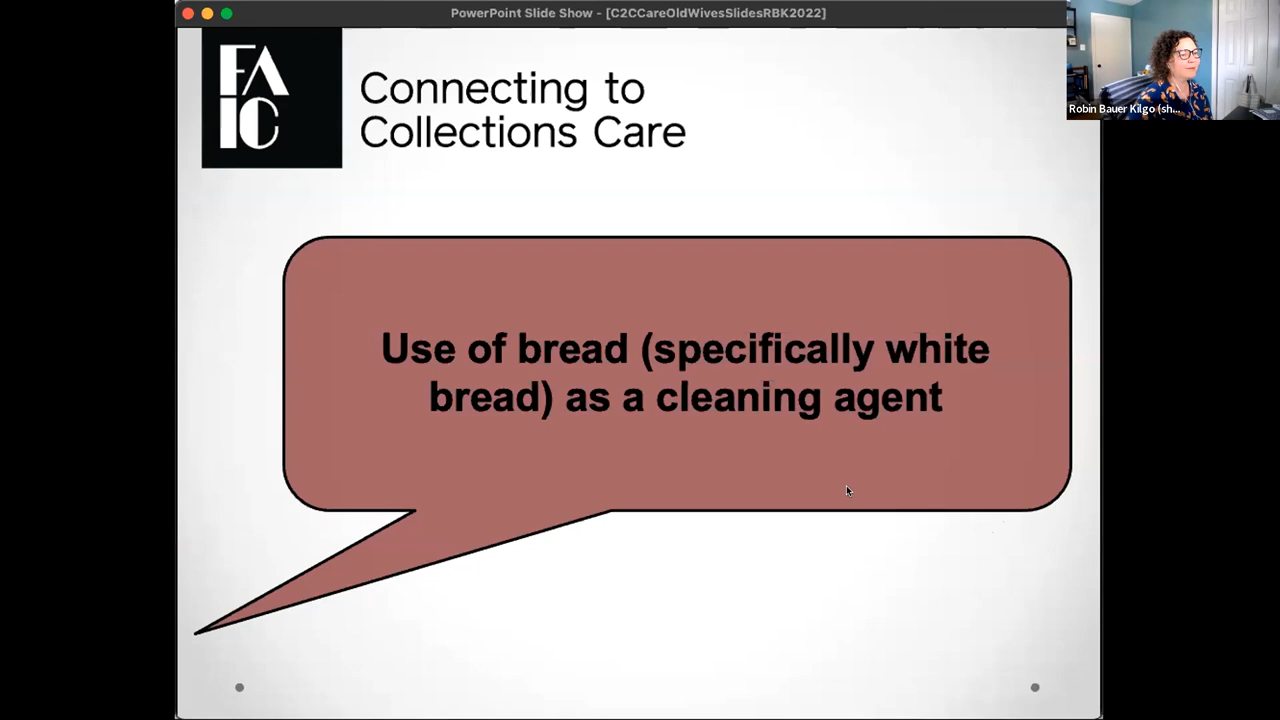 PowerPoint Slide Show - [C2CCareOldWivesSlidesRBK2022]
FA
IC
Connecting to
Collections Care
Robin Bauer Kilgo (sh...
Use of bread (specifically white
bread) as a cleaning agent